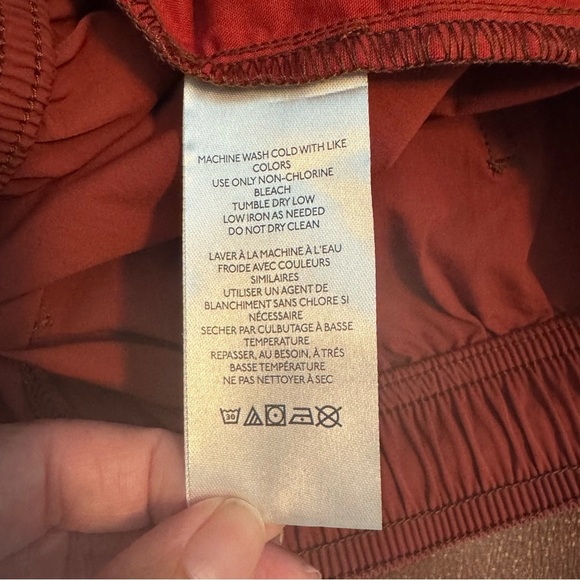 MACHINE WASH COLD WITH LIKE
COLORS
USE ONLY NON-CHLORINE
BLEACH
TUMBLE DRY LOW
LOW IRON AS NEEDED
DO NOT DRY CLEAN
LAVER À LA MACHINE À L'EAU
FROIDE AVEC COULEURS
SIMILAIRES
UTILISER UN AGENT DE
BLANCHIMENT SANS CHLORE SI
NÉCESSAIRE
SECHER PAR CULBUTAGE À BASSE
TEMPERATURE
REPASSER, AU BESOIN, À TRÉS
BASSE TEMPÉRATURE
NE PAS NETTOYER À SEC
30